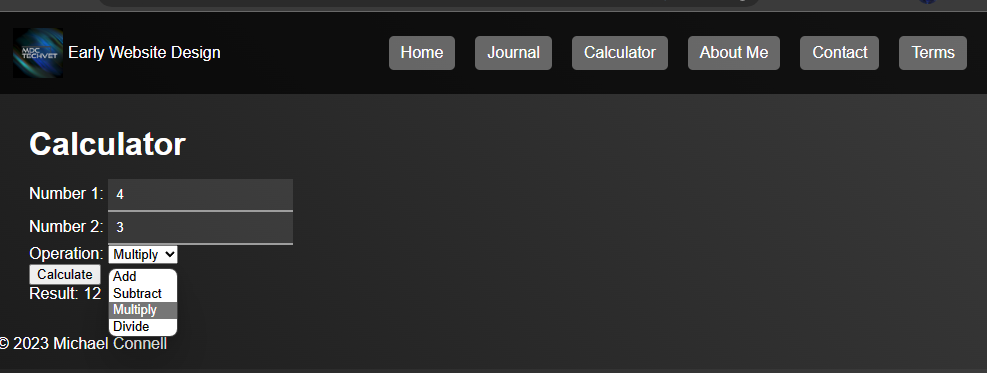 MDC
TECHVET
Early Website Design
Home Journal Calculator About Me Contact Terms
Calculator
Number 1: 4
Number 2: 3
Operation: Multiply
Add
Subtract
Multiply
Divide
Calculate
Result: 12
© 2023 Michael Connell